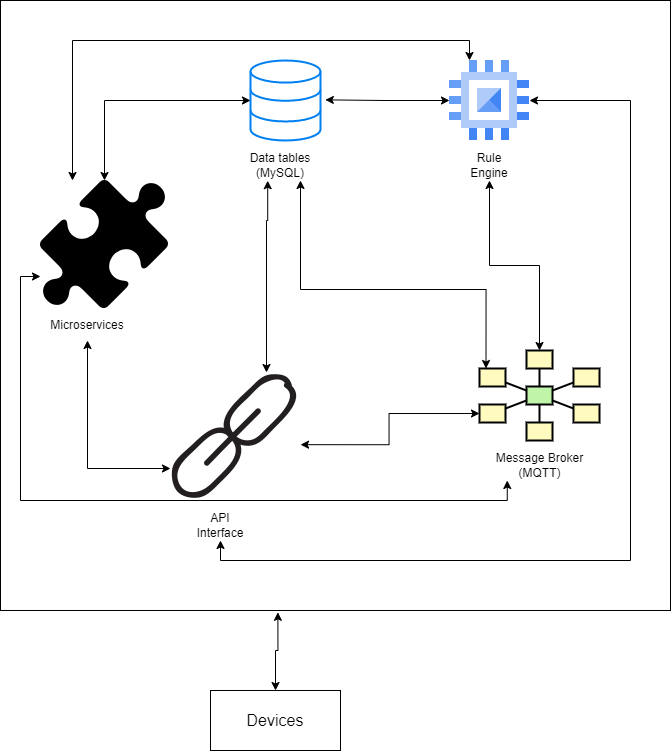 Data tables
(MySQL)
Rule
Engine
Microservices
Message Broker
(MQTT)
API
Interface
Devices